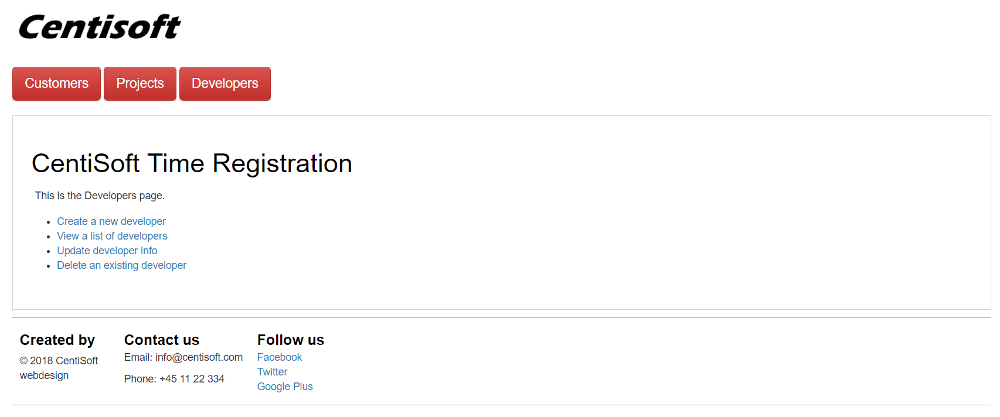 Centisoft
Customers Projects Developers
CentiSoft Time Registration
This is the Developers page.
Create a new developer
View a list of developers
Update developer info
Delete an existing developer
Created by
© 2018 CentiSoft
webdesign
Contact us
Email: info@centisoft.com
Phone: +45 11 22 334
Follow us
Facebook
Twitter
Google Plus